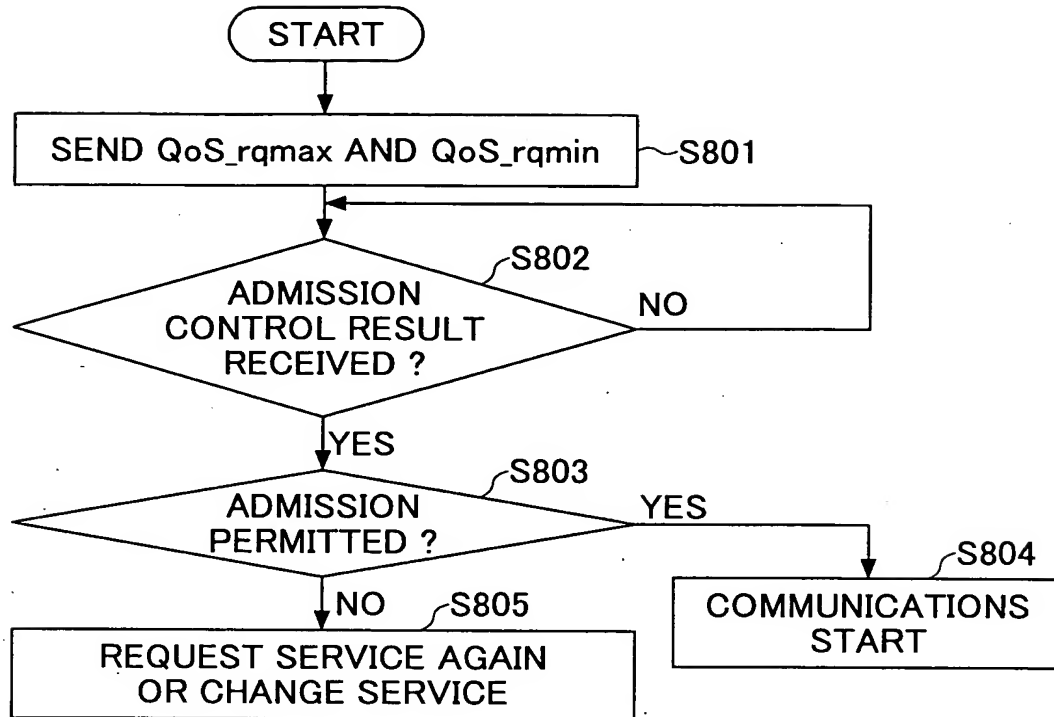 START
SEND QoS_rqmax AND QoS_rqmin
S801
S802
ADMISSION
CONTROL RESULT
RECEIVED ?
NO
YES
S803
ADMISSION
PERMITTED ?
YES
S804
COMMUNICATIONS
START
NO
S805
REQUEST SERVICE AGAIN
OR CHANGE SERVICE